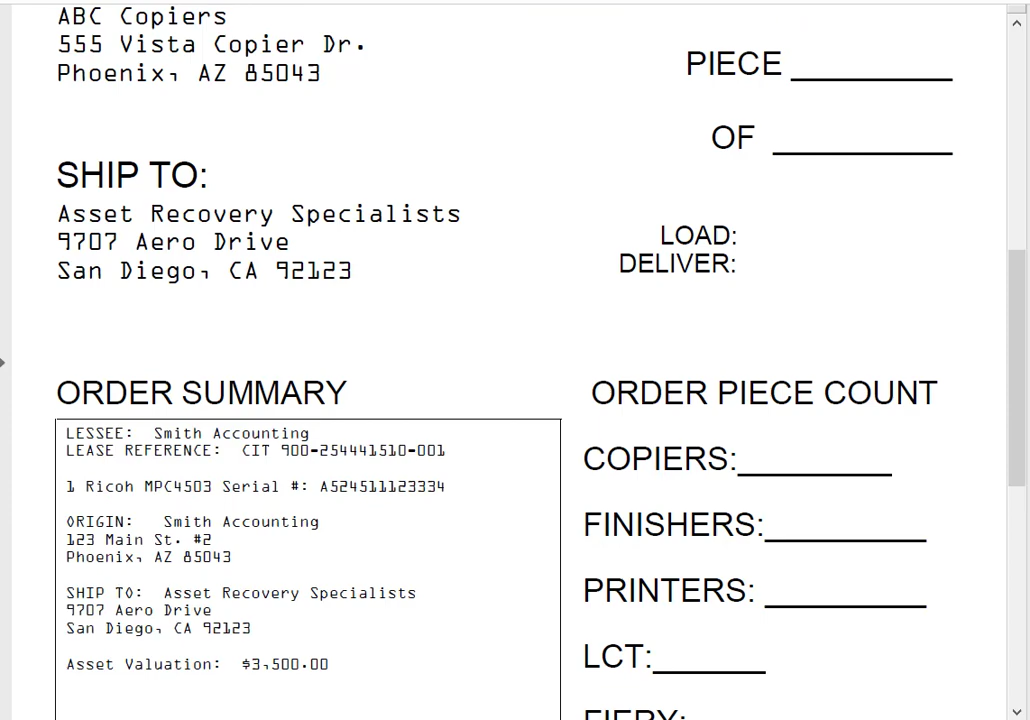 ABC Copiers
555 Vista Copier Dr.
Phoenix, AZ 85043
PIECE
OF
SHIP TO:
Asset Recovery Specialists
9707 Aero Drive
San Diego, CA 92123
LOAD:
DELIVER:
ORDER SUMMARY
LESSEE: Smith Accounting
LEASE REFERENCE: CIT 900-254441510-001
1 Ricoh MPC4503 Serial #: A524511123334
ORIGIN: Smith Accounting
123 Main St. #2
Phoenix, AZ 85043
SHIP TO: Asset Recovery Specialists
9707 Aero Drive
San Diego, CA 92123
Asset Valuation: $3,500.00
ORDER PIECE COUNT
COPIERS:
FINISHERS:
PRINTERS:
LCT:
FIERY: